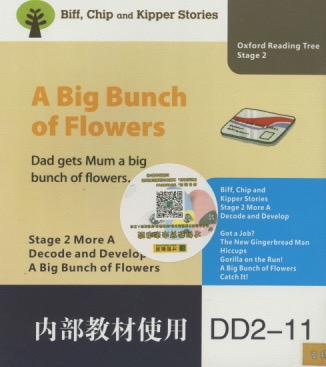 Biff, Chip and Kipper Stories
Oxford Reading Tree
Stage 2
A Big Bunch
of Flowers
Dad gets Mum a big
bunch of flowers.
Biff, Chip and
Kipper Stories
Stage 2 More A
Decode and Develop
Got a Job?
The New Gingerbread Man
Hiccups
Gorilla on the Run!
A Big Bunch of Flowers
Catch It!
Stage 2 More A
Decode and Develop
A Big Bunch of Flowers
内部教材使用 DD2-11